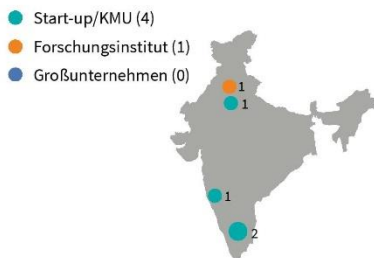 Start-up/KMU (4)
Forschungsinstitut (1)
Großunternehmen (0)
1
1
1
2